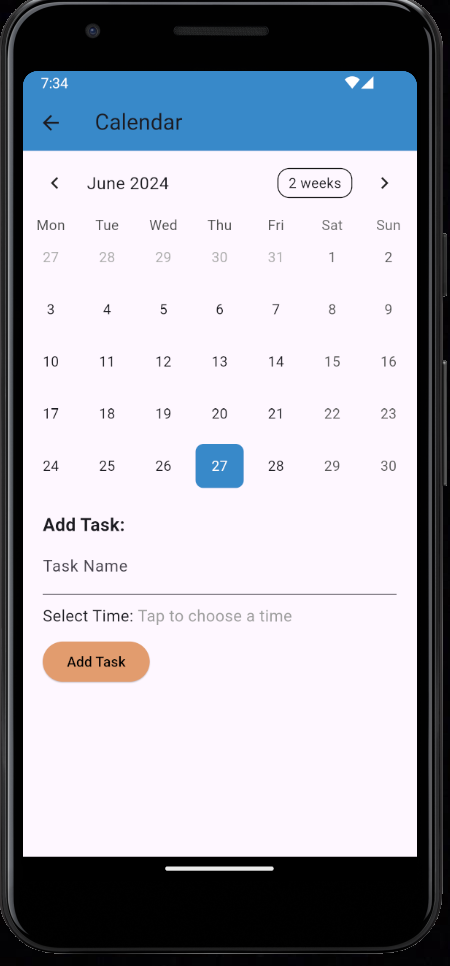 7:34
Calendar
June 2024 2 weeks
Mon Tue Wed Thu Fri Sat Sun
27 28 29 30 31 1 2
3 4 5 6 7 8 9
10 11 12 13 14 15 16
17 18 19 20 21 22 23
24 25 26 27 28 29 30
Add Task:
Task Name
Select Time: Tap to choose a time
Add Task